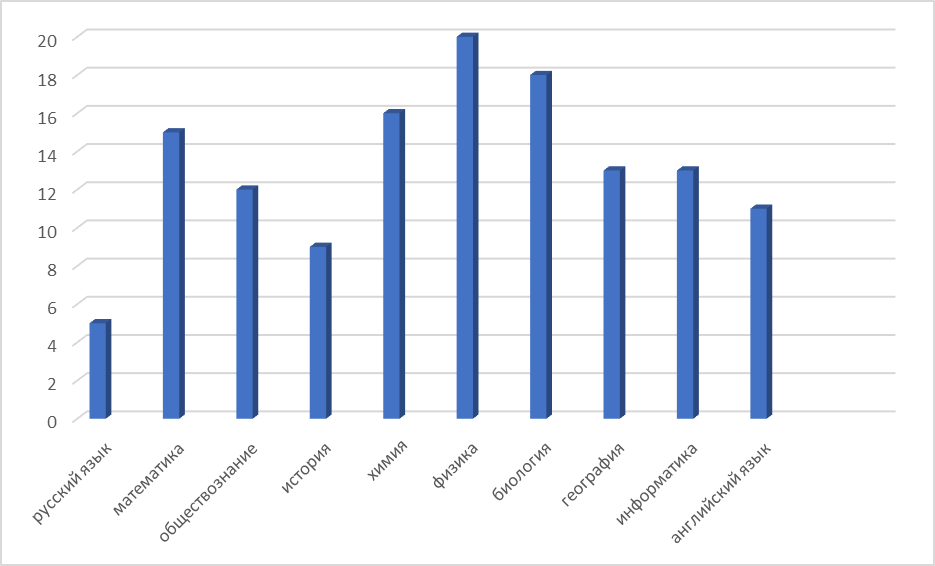 20
18
16
14
12
10
8
6
4
2
0
русский язык
математика
обществознание
история
химия
физика
биология
география
информатика
английский язык